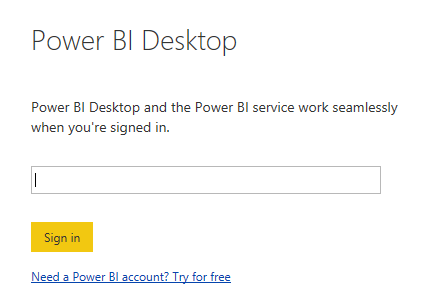 Power BI Desktop
Power BI Desktop and the Power BI service work seamlessly
when you're signed in.
Sign in
Need a Power BI account? Try for free